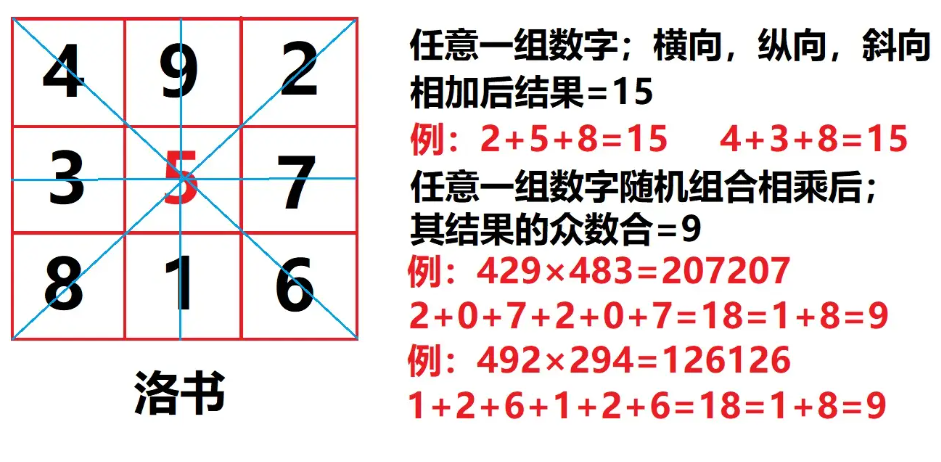 4 9 2
3 5 7
8 1 6
洛书
任意一组数字；横向，纵向，斜向
相加后结果=15
例：2+5+8=15 4+3+8=15
任意一组数字随机组合相乘后；
其结果的众数合=9
例：429×483=207207
2+0+7+2+0+7=18=1+8=9
例：492×294=126126
1+2+6+1+2+6=18=1+8=9